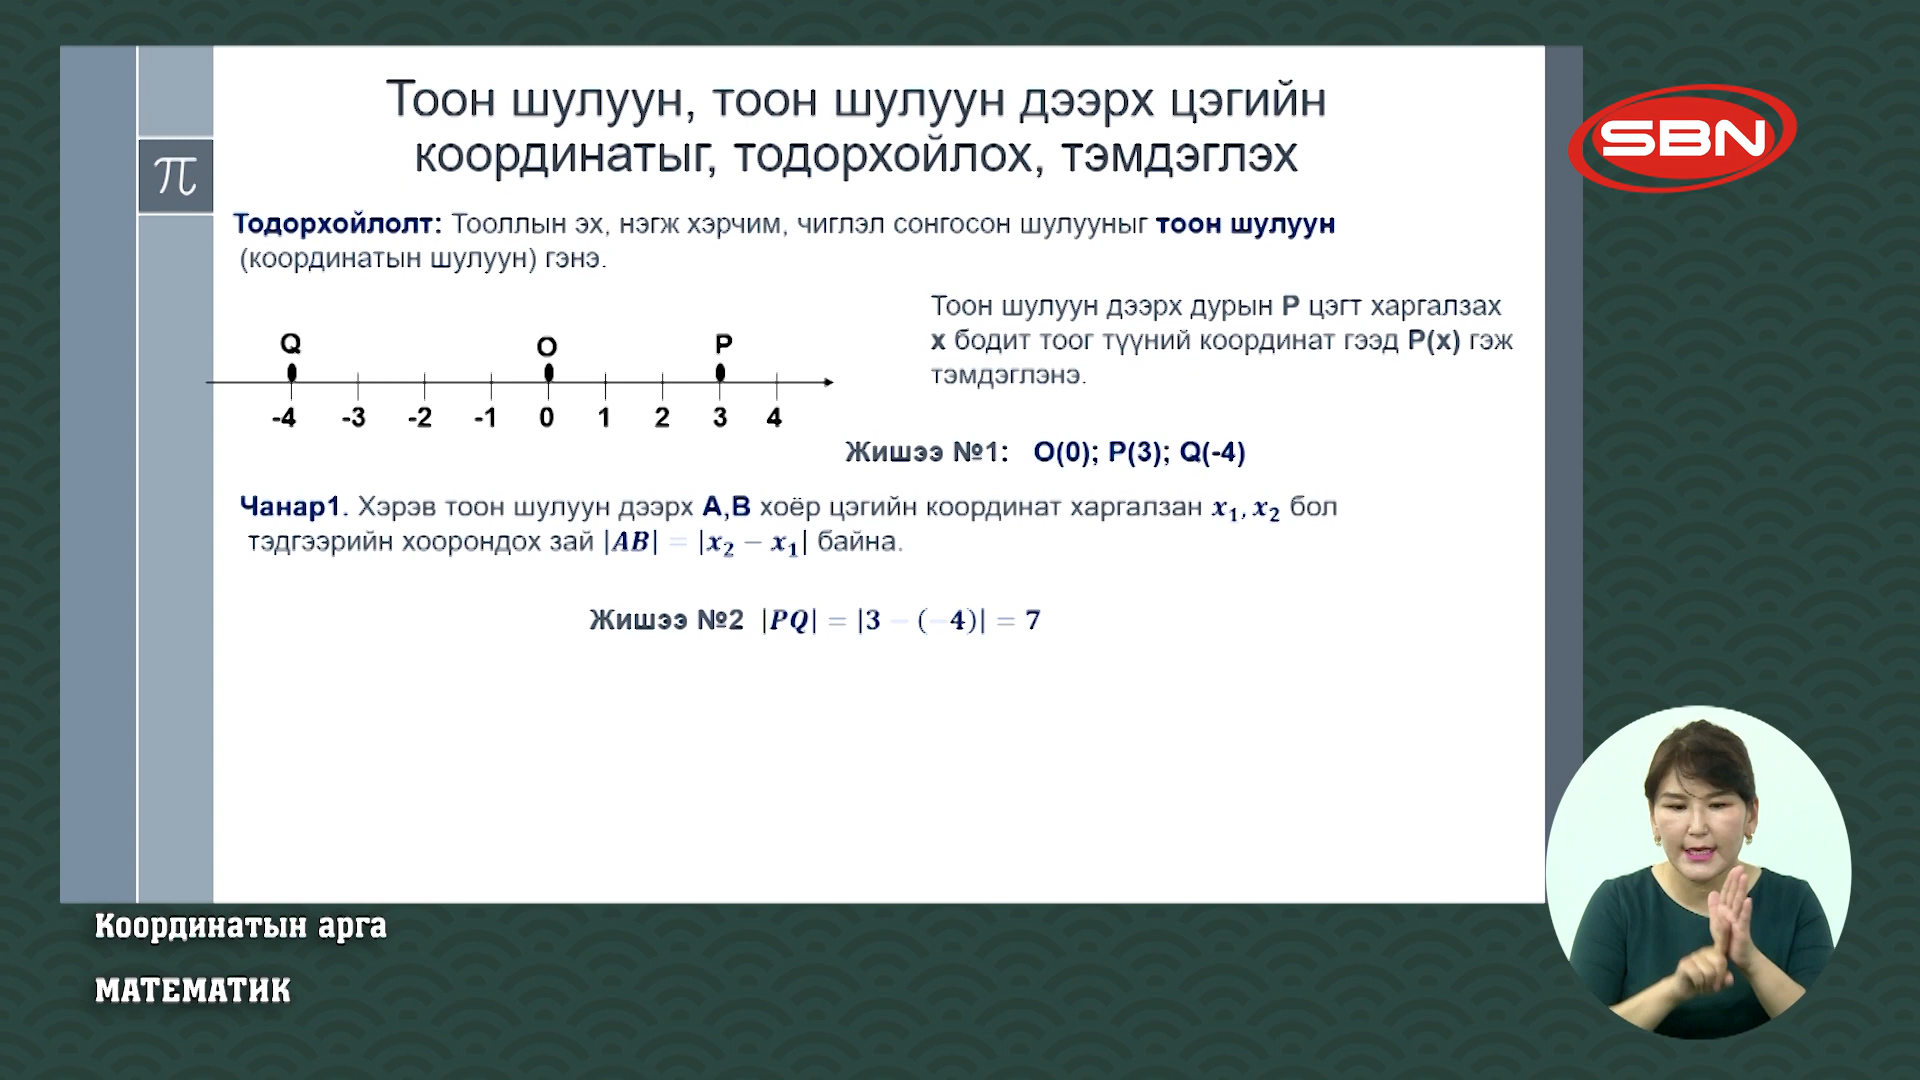 Тоон шулуун, тоон шулуун дээрх цэгийн
координатыг, тодорхойлох, тэмдэглэх
SBN
π
Тодорхойлолт: Тооллын эх, нэгж хэрчим, чиглэл сонгосон шулууныг тоон шулуун
(координатын шулуун) гэнэ.
Тоон шулуун дээрх дурын P цэгт харгалзах
x бодит тоог түүний координат гээд P(x) гэж
тэмдэглэнэ.
Q O P
-4 -3 -2 -1 0 1 2 3 4
Жишээ №1: O(0); P(3); Q(-4)
Чанар1. Хэрэв тоон шулуун дээрх A,B хоёр цэгийн координат харгалзан x₁, x₂ бол
тэдгээрийн хоорондох зай |AB| = |x₂ − x₁| байна.
Жишээ №2 |PQ| = |3 − (−4)| = 7
Координатын арга
МАТЕМАТИК